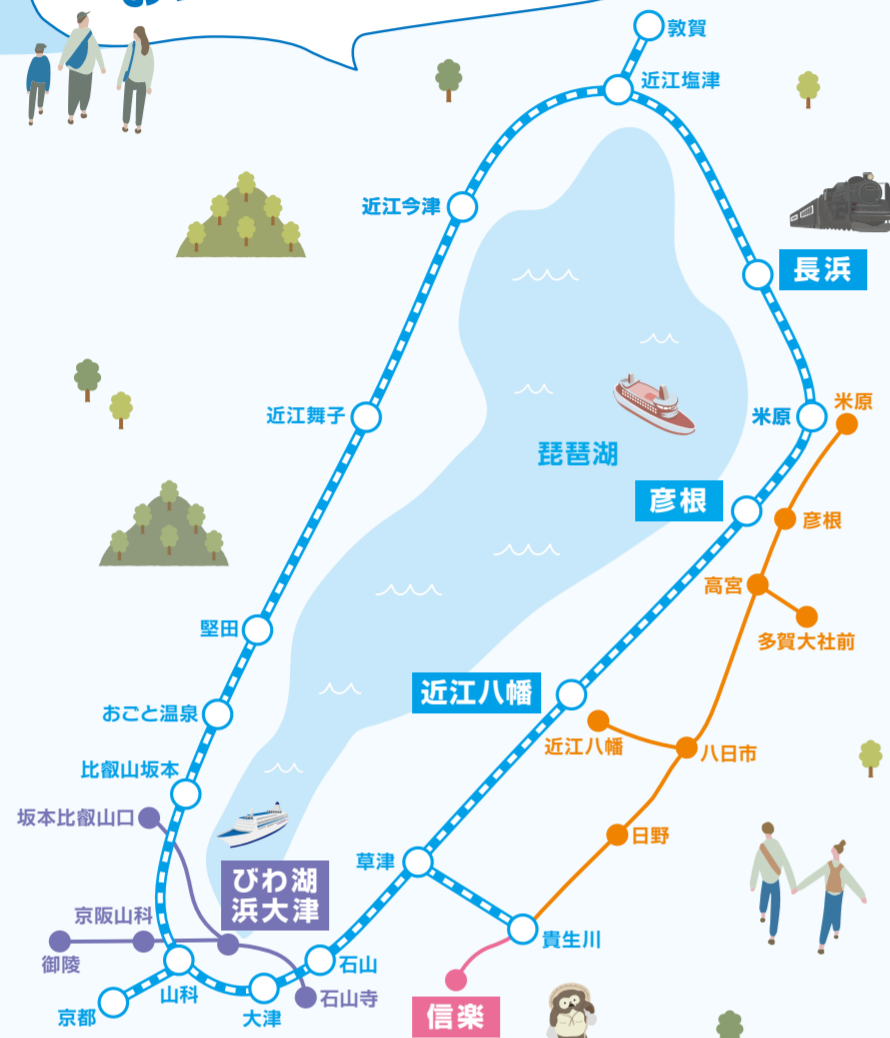 敦賀
近江塩津
近江今津
長浜
近江舞子
米原
米原
琵琶湖
彦根
彦根
高宮
多賀大社前
堅田
近江八幡
おごと温泉
近江八幡
八日市
比叡山坂本
坂本比叡山口
日野
草津
びわ湖
浜大津
京阪山科
貴生川
御陵
石山
山科
石山寺
大津
京都
信楽